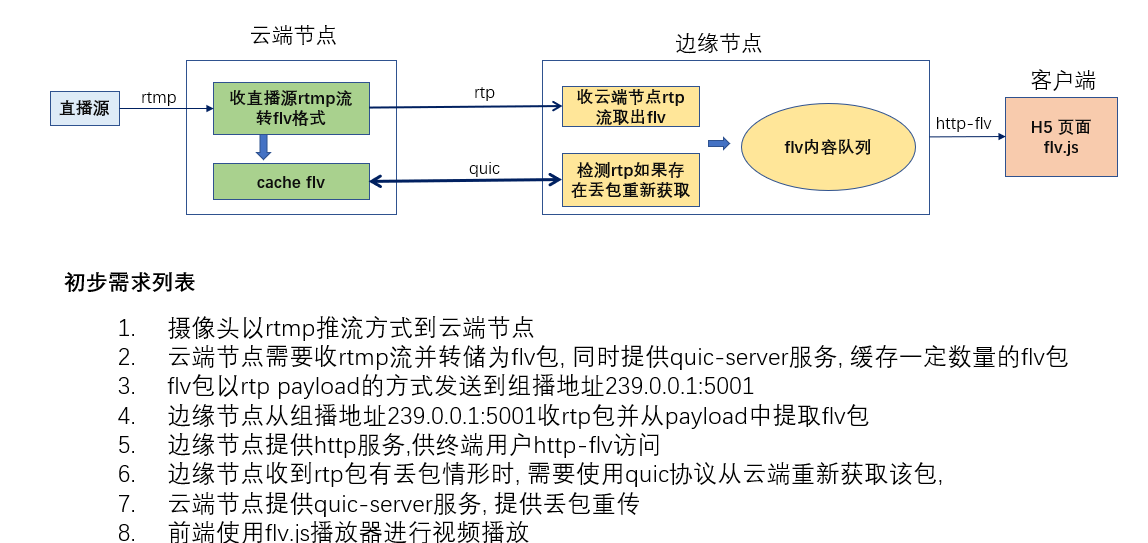 云端节点
边缘节点
客户端
直播源
rtmp
收直播源rtmp流
转flv格式
cache flv
rtp
quic
收云端节点rtp
流取出flv
检测rtp如果存
在丢包重新获取
flv内容队列
http-flv
H5 页面
flv.js
初步需求列表
1. 摄像头以rtmp推流方式到云端节点
2. 云端节点需要收rtmp流并转储为flv包, 同时提供quic-server服务, 缓存一定数量的flv包
3. flv包以rtp payload的方式发送到组播地址239.0.0.1:5001
4. 边缘节点从组播地址239.0.0.1:5001收rtp包并从payload中提取flv包
5. 边缘节点提供http服务,供终端用户http-flv访问
6. 边缘节点收到rtp包有丢包情形时, 需要使用quic协议从云端重新获取该包,
7. 云端节点提供quic-server服务, 提供丢包重传
8. 前端使用flv.js播放器进行视频播放